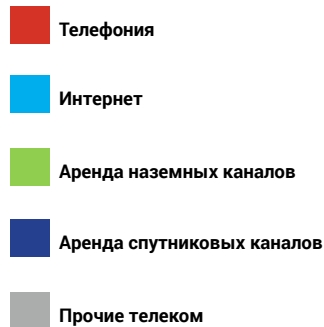 Телефония
Интернет
Аренда наземных каналов
Аренда спутниковых каналов
Прочие телеком